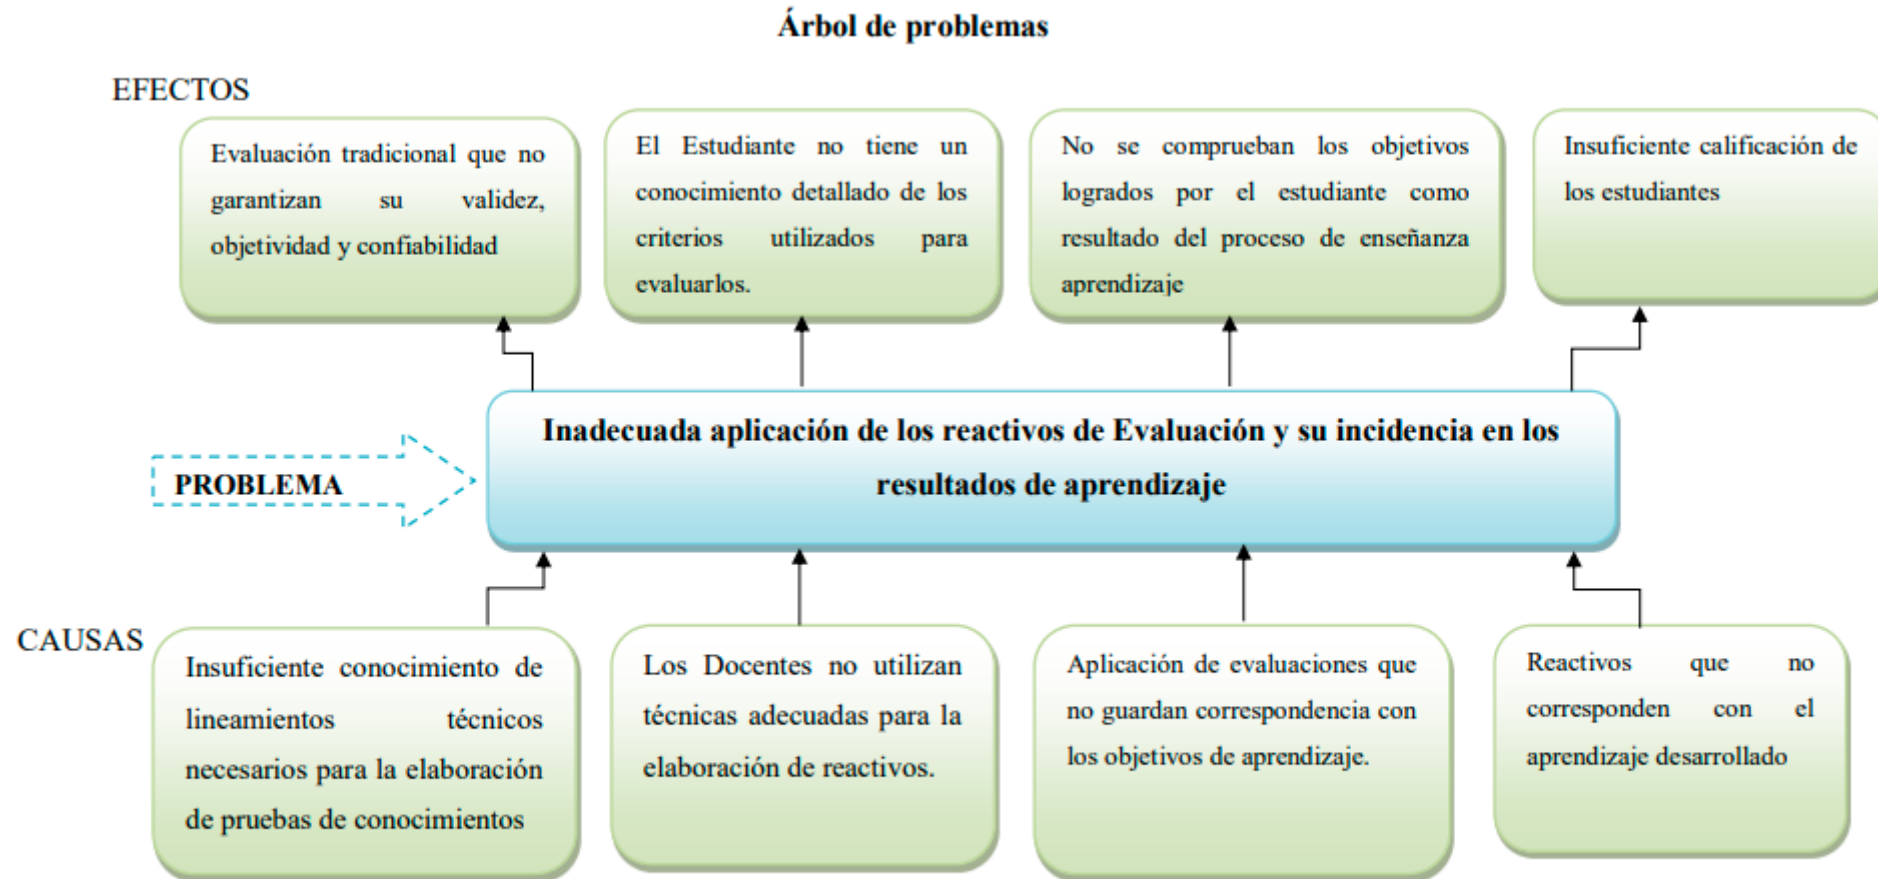 Árbol de problemas
EFECTOS
Evaluación tradicional que no
garantizan su validez,
objetividad y confiabilidad
El Estudiante no tiene un
conocimiento detallado de los
criterios utilizados para
evaluarlos.
No se comprueban los objetivos
logrados por el estudiante como
resultado del proceso de enseñanza
aprendizaje
Insuficiente calificación de
los estudiantes
PROBLEMA
Inadecuada aplicación de los reactivos de Evaluación y su incidencia en los
resultados de aprendizaje
CAUSAS
Insuficiente conocimiento de
lineamientos técnicos
necesarios para la elaboración
de pruebas de conocimientos
Los Docentes no utilizan
técnicas adecuadas para la
elaboración de reactivos.
Aplicación de evaluaciones que
no guardan correspondencia con
los objetivos de aprendizaje.
Reactivos que no
corresponden con el
aprendizaje desarrollado